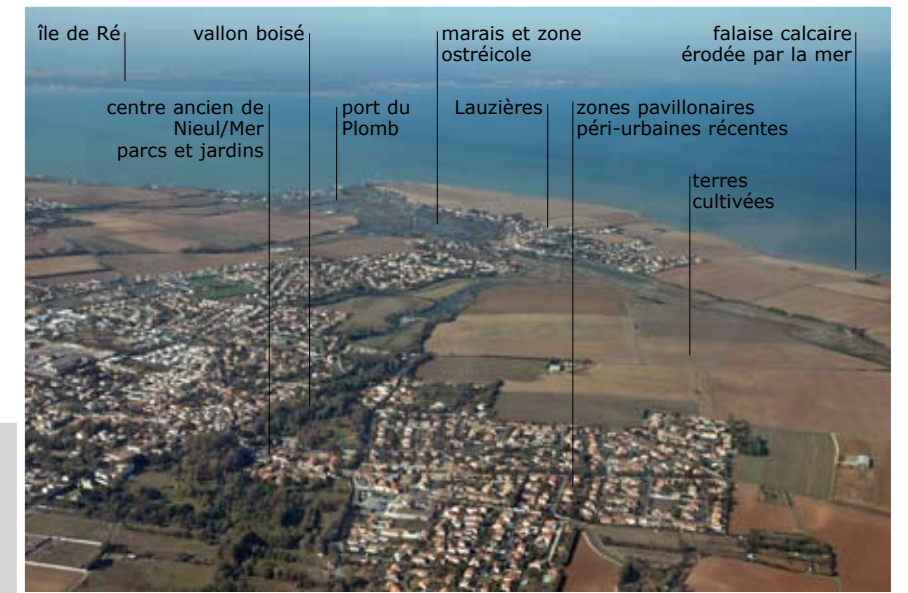 île de Ré
vallon boisé
marais et zone
ostréicole
falaise calcaire
érodée par la mer
centre ancien de
Nieul/Mer
parcs et jardins
port du
Plomb
Lauzières
zones pavillonaires
péri-urbaines récentes
terres
cultivées